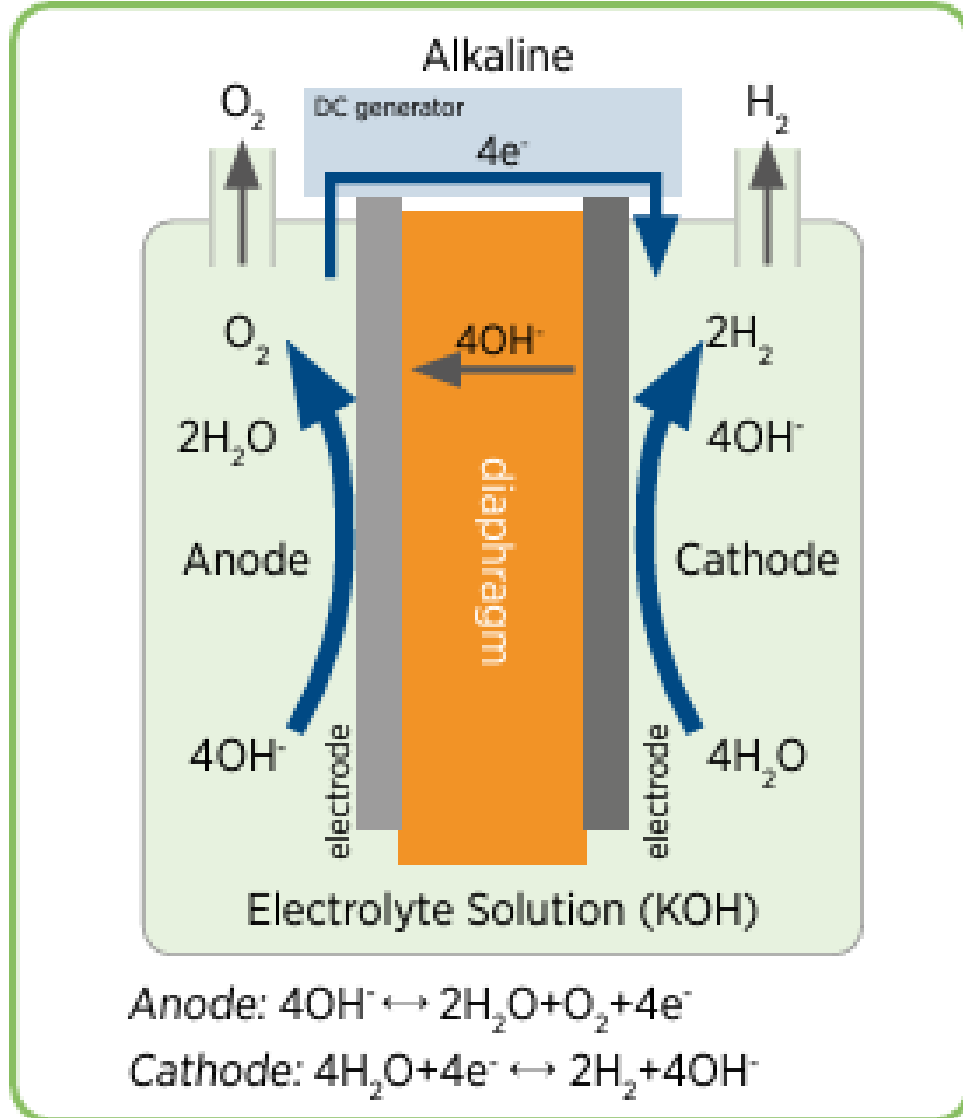 Alkaline
O₂
DC generator
H₂
4e⁻
O₂
4OH⁻
2H₂
2H₂O
4OH⁻
diaphragm
Anode
Cathode
4OH⁻
electrode
electrode
4H₂O
Electrolyte Solution (KOH)
Anode: 4OH⁻ ↔ 2H₂O+O₂+4e⁻
Cathode: 4H₂O+4e⁻ ↔ 2H₂+4OH⁻